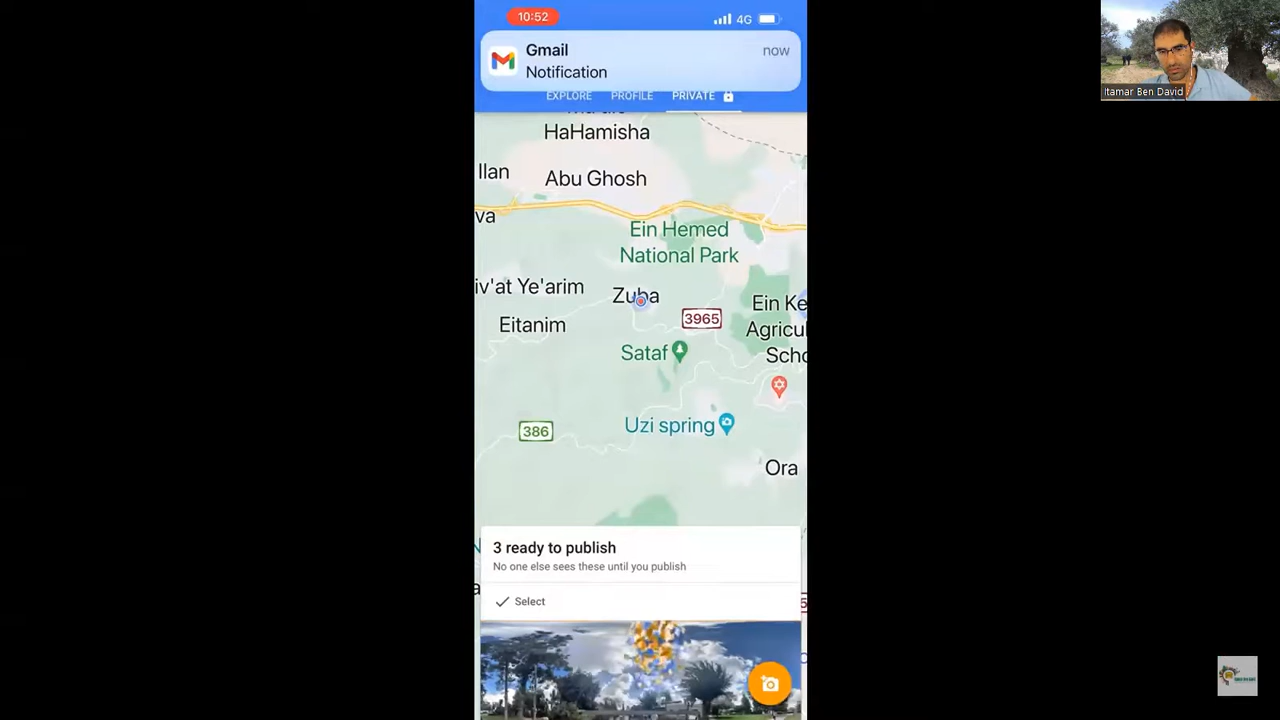 10:52
4G
Gmail
now
Notification
EXPLORE
PROFILE
PRIVATE
HaHamisha
llan
Abu Ghosh
va
Ein Hemed
National Park
iv'at Ye'arim
Zuba
Ein Ke
Eitanim
3965
Agricul
Scho
Sataf
Uzi spring
386
Ora
3 ready to publish
No one else sees these until you publish
Select
Itamar Ben David